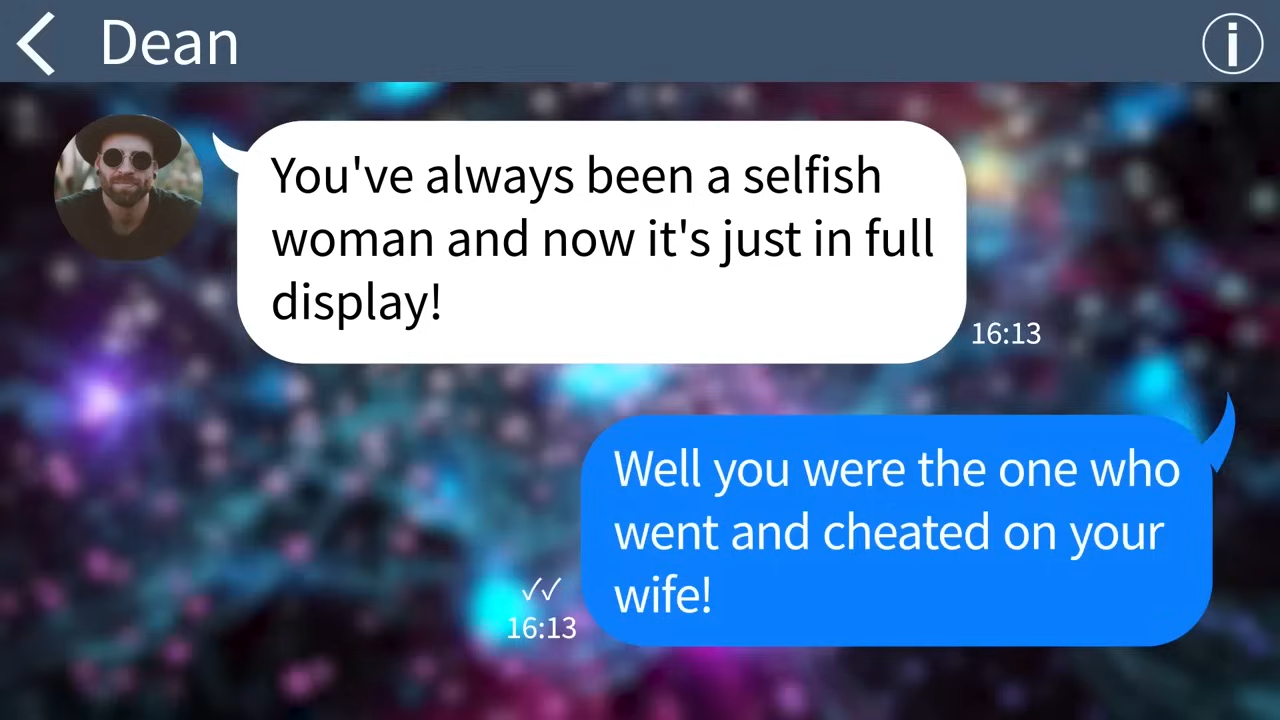 Dean
You've always been a selfish
woman and now it's just in full
display!
16:13
Well you were the one who
went and cheated on your
wife!
16:13